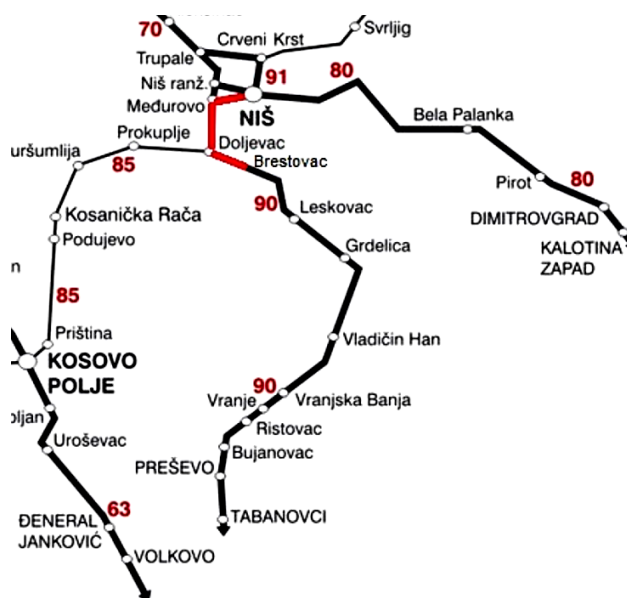 70
Svrljig
Crveni Krst
Trupale
91
80
Niš ranž.
Međurovo
NIŠ
Bela Palanka
Prokuplje
Doljevac
uršumlija
85
Brestovac
Pirot
80
90
Leskovac
DIMITROVGRAD
Kosanička Rača
Podujevo
Grdelica
KALOTINA
ZAPAD
n
85
Priština
Vladičin Han
KOSOVO
POLJE
90
Vranje
Vranjska Banja
oljan
Ristovac
Uroševac
Bujanovac
PREŠEVO
63
ĐENERAL
JANKOVIĆ
TABANOVCI
VOLKOVO